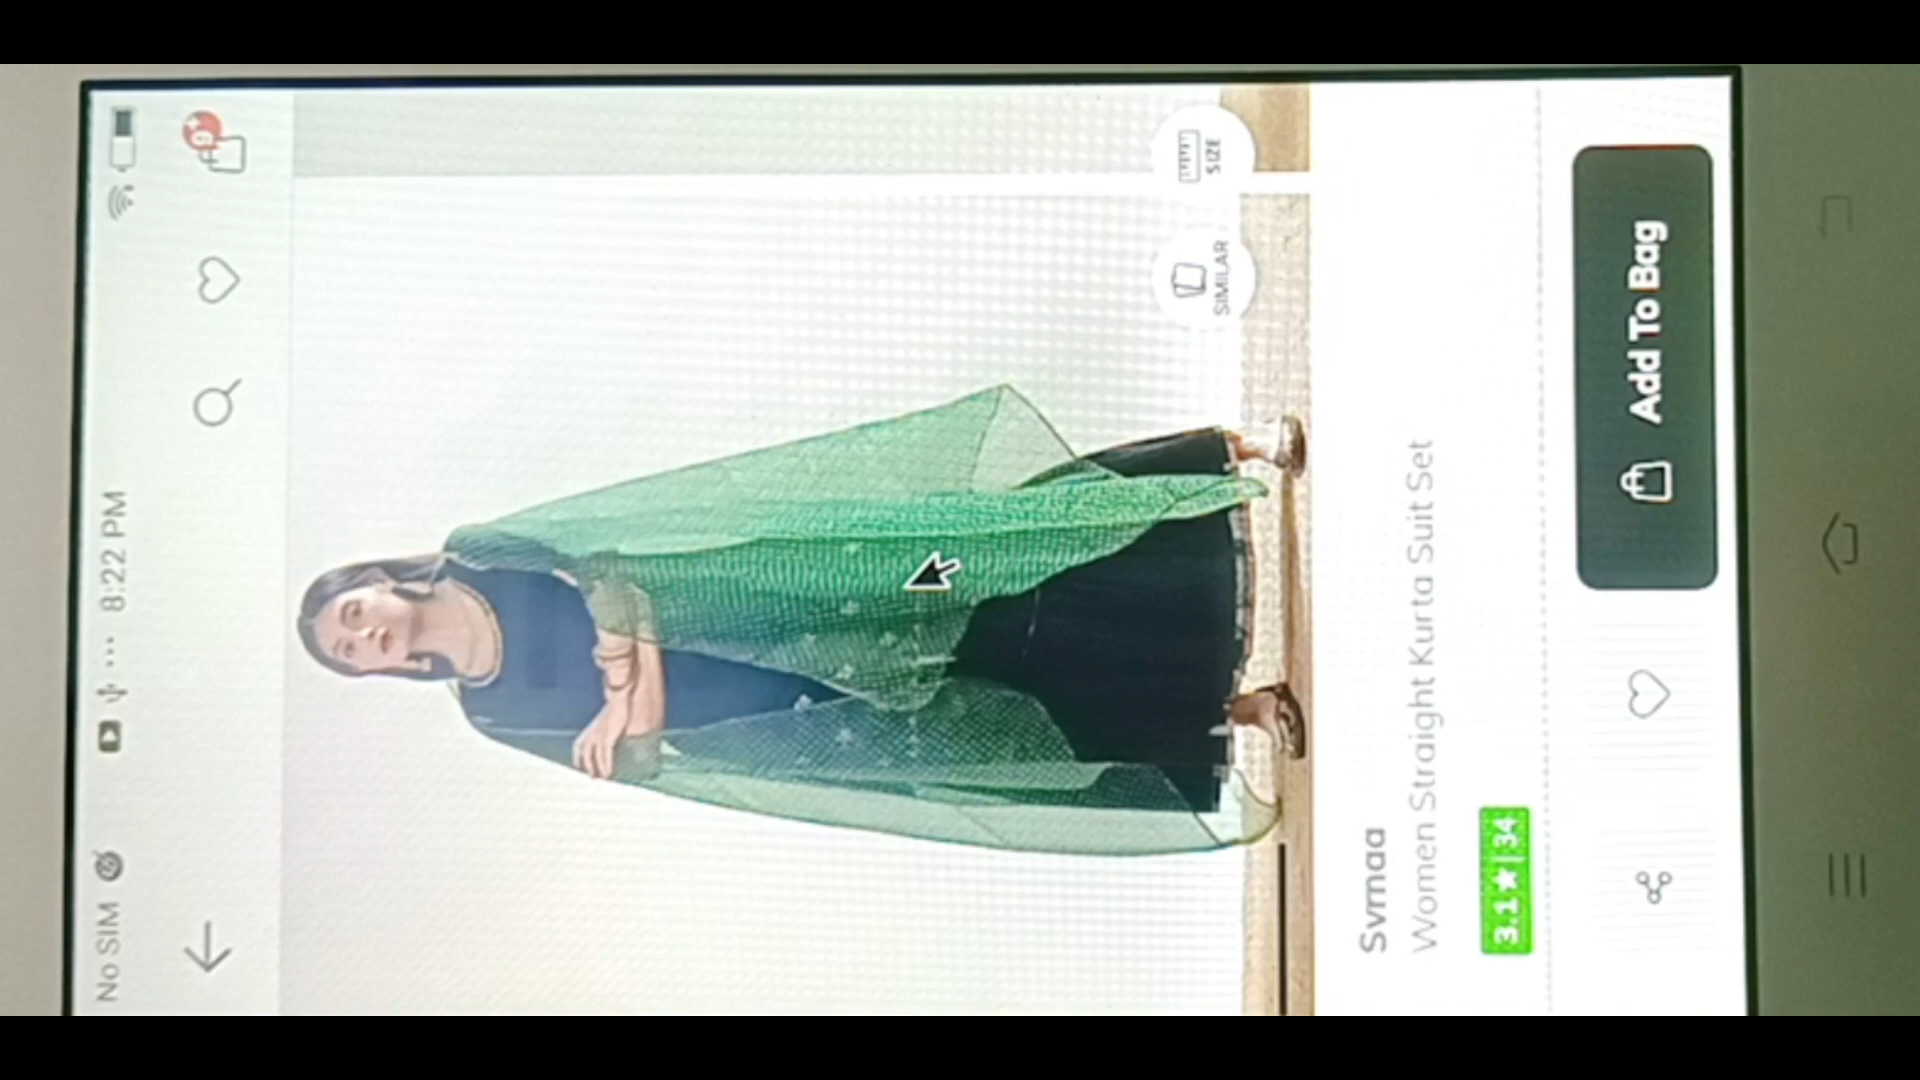 No SIM 8:22 PM
9+
SIZE
SIMILAR
Svrnaa
Women Straight Kurta Suit Set
3.1★|34
Add To Bag